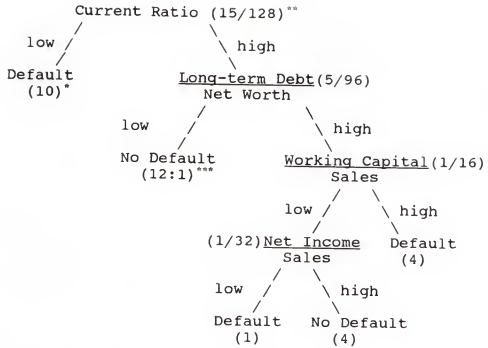 Current Ratio (15/128)**
low high
Default
(10)*
Long-term Debt (5/96)
Net Worth
low high
No Default
(12:1)***
Working Capital (1/16)
Sales
low high
(1/32) Net Income
Sales
Default
(4)
low high
Default No Default
(1) (4)